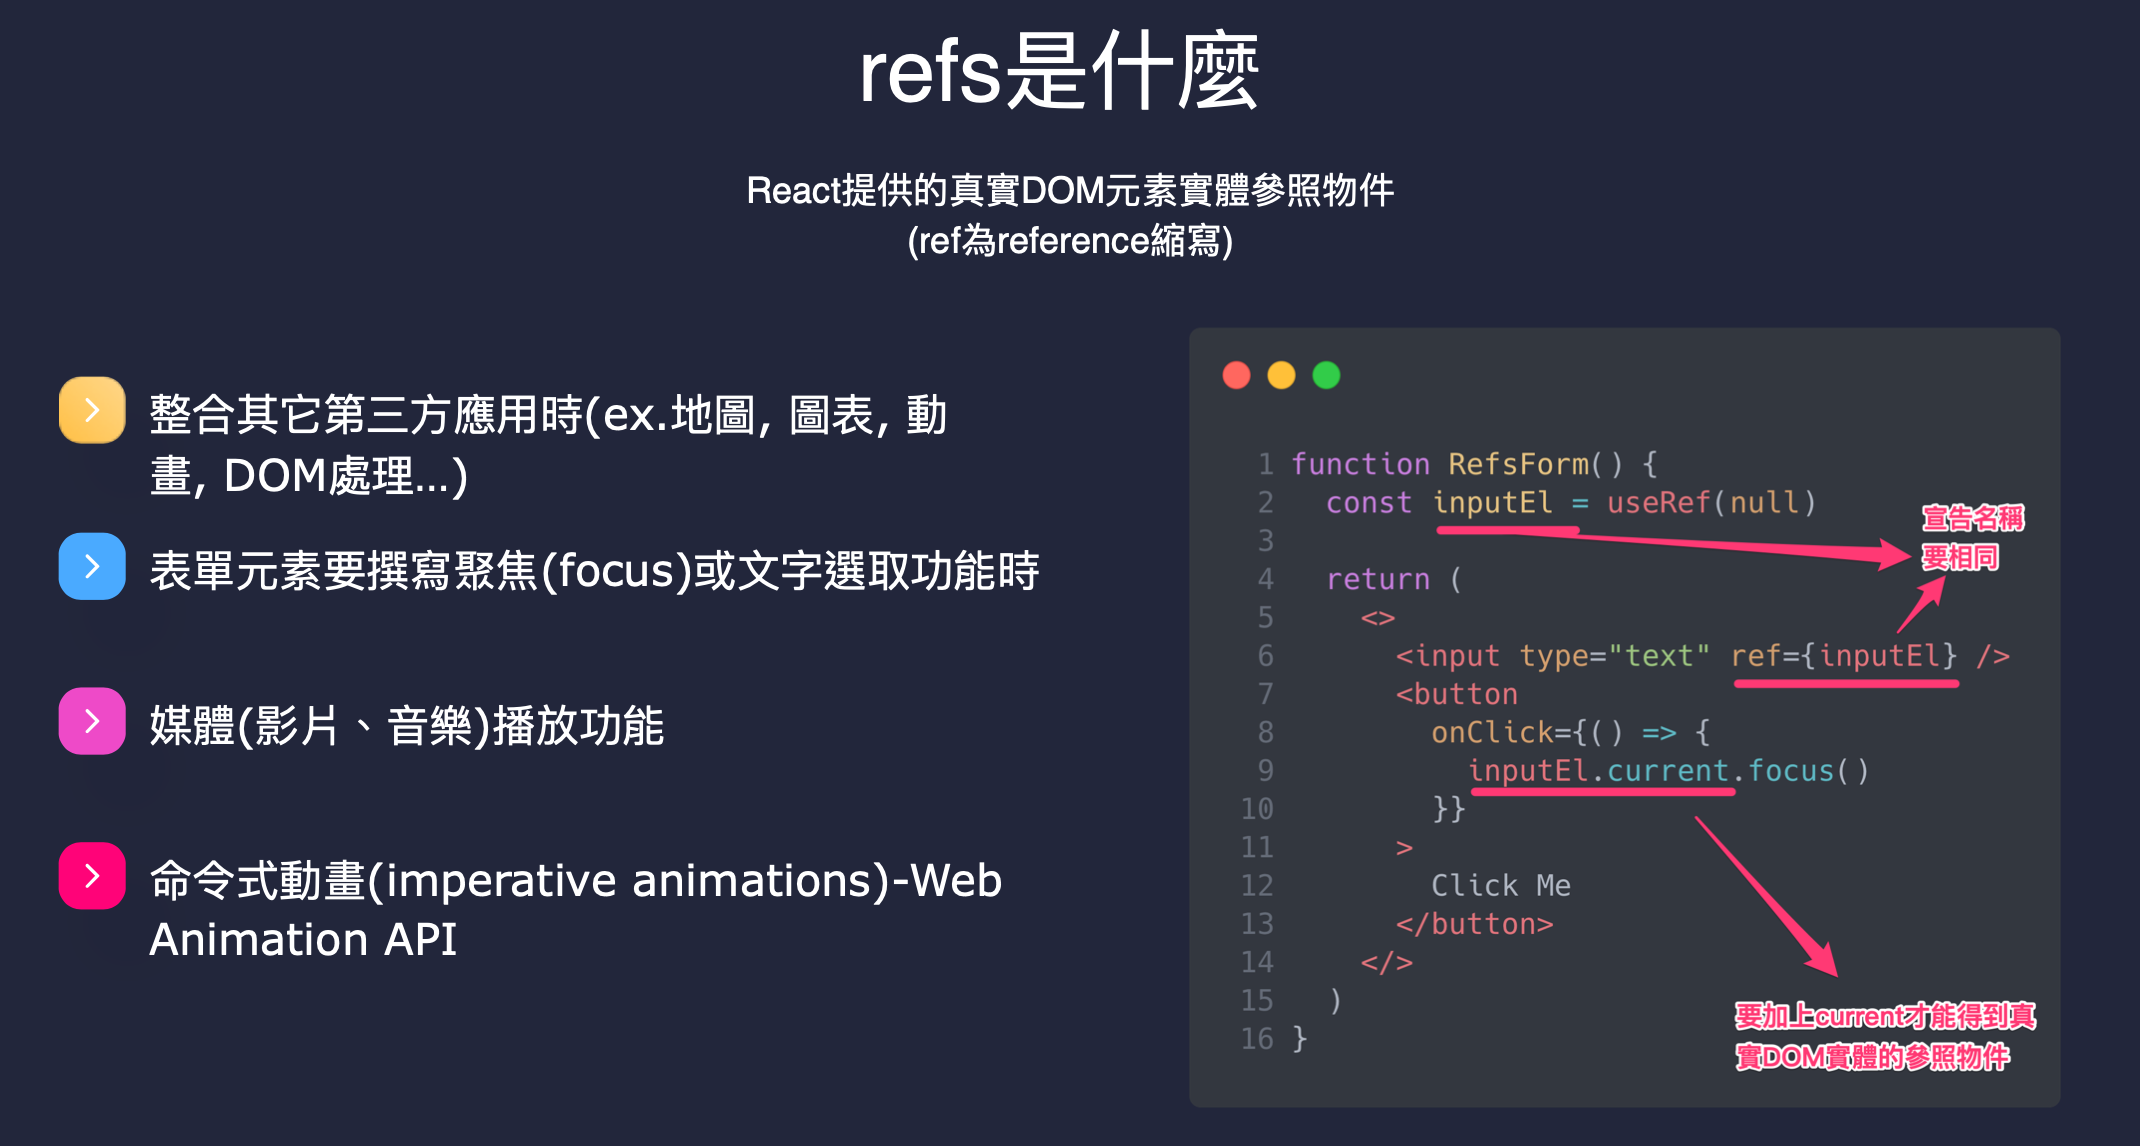 refs是什麼
React提供的真實DOM元素實體參照物件
(ref為reference縮寫)
整合其它第三方應用時(ex.地圖, 圖表, 動
畫, DOM處理...)
表單元素要撰寫聚焦(focus)或文字選取功能時
媒體(影片、音樂)播放功能
命令式動畫(imperative animations)-Web
Animation API
1 function RefsForm() {
2   const inputEl = useRef(null)
3
4   return (
5     <>
6       <input type="text" ref={inputEl} />
7       <button
8         onClick={() => {
9           inputEl.current.focus()
10         }}
11       >
12         Click Me
13       </button>
14     </>
15   )
16 }
宣告名稱
要相同
要加上current才能得到真
實DOM實體的參照物件